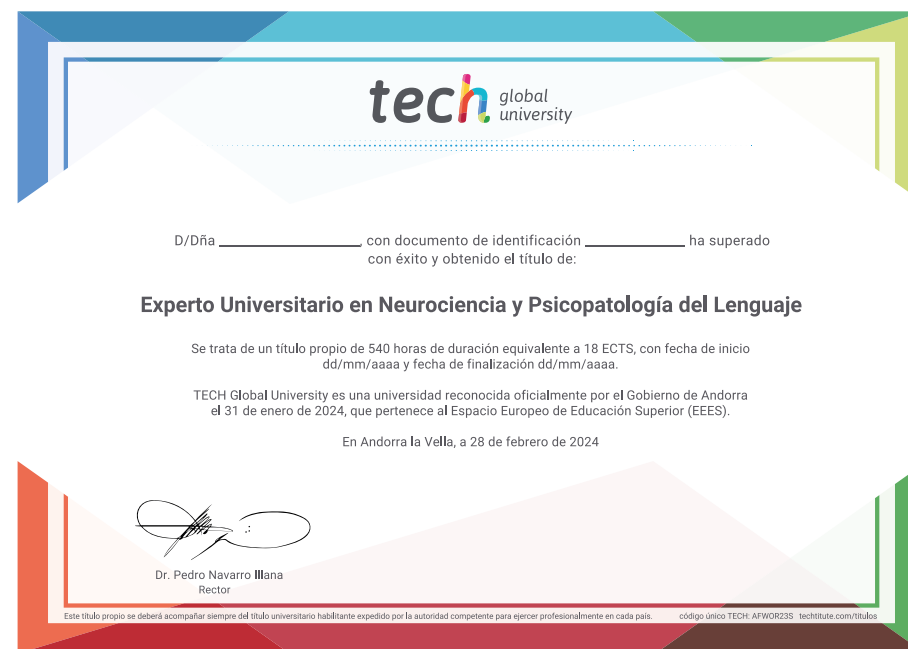 tech global university
D/Dña ____________________, con documento de identificación ______________ ha superado
con éxito y obtenido el título de:
Experto Universitario en Neurociencia y Psicopatología del Lenguaje
Se trata de un título propio de 540 horas de duración equivalente a 18 ECTS, con fecha de inicio
dd/mm/aaaa y fecha de finalización dd/mm/aaaa.
TECH Global University es una universidad reconocida oficialmente por el Gobierno de Andorra
el 31 de enero de 2024, que pertenece al Espacio Europeo de Educación Superior (EEES).
En Andorra la Vella, a 28 de febrero de 2024
Dr. Pedro Navarro Illana
Rector
Este título propio se deberá acompañar siempre del título universitario habilitante expedido por la autoridad competente para ejercer profesionalmente en cada país. código único TECH: AFWOR23S techtitute.com/titulos